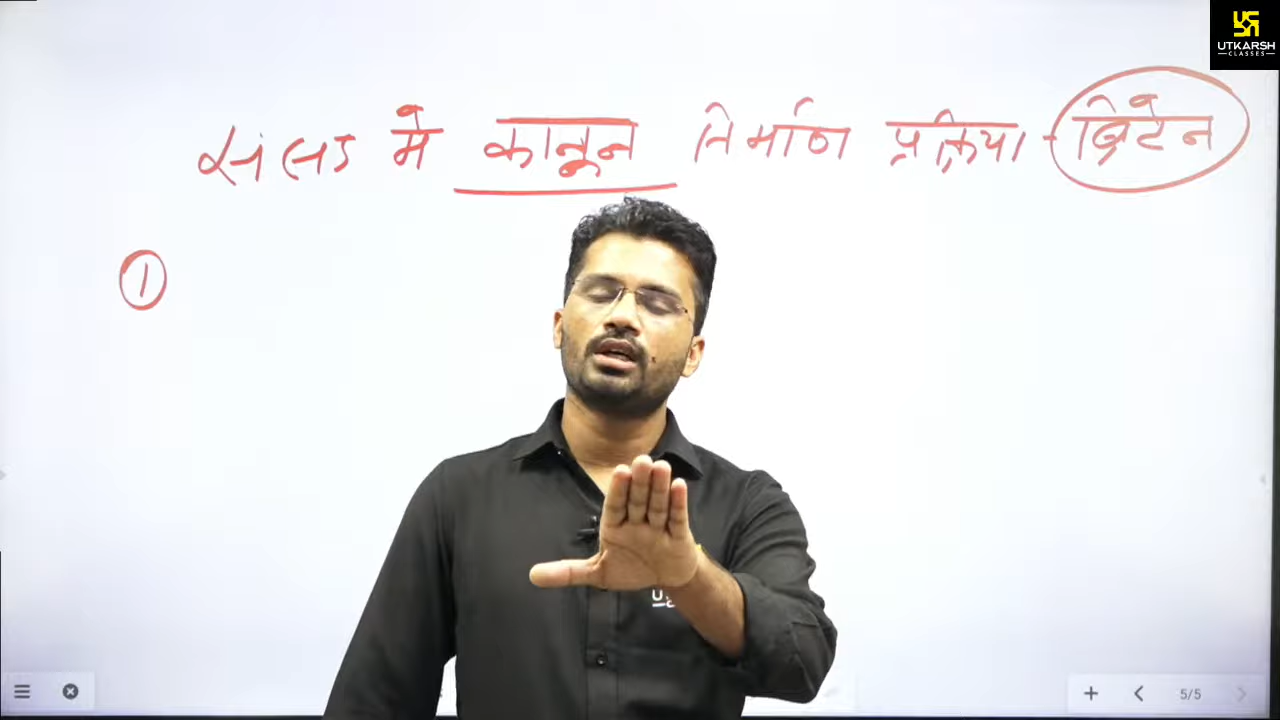 UTKARSH
CLASSES
संसद मे कानून निर्माण प्रक्रिया - ब्रिटेन
1
5/5